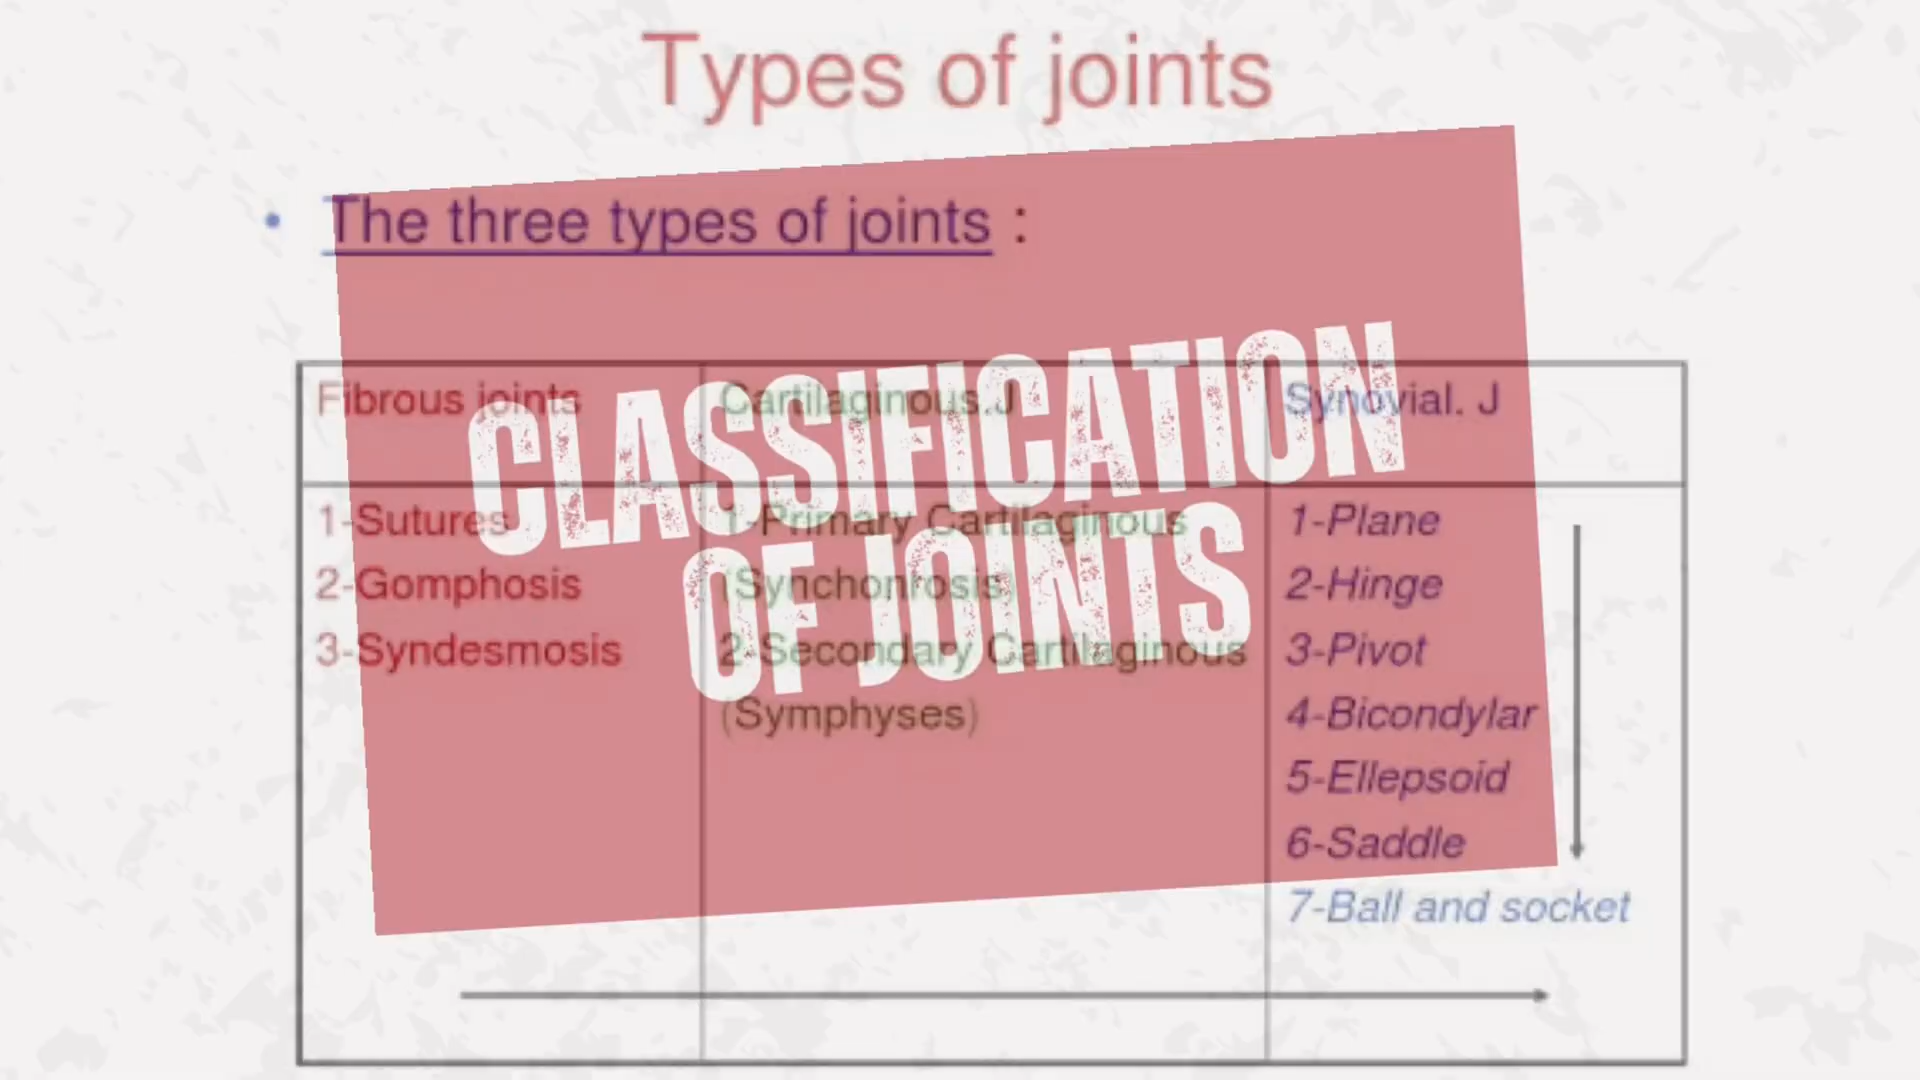 Types of joints
• The three types of joints :
CLASSIFICATION
OF JOINTS
Fibrous joints
1-Sutures
2-Gomphosis
3-Syndesmosis
Cartilaginous.J
1-Primary Cartilaginous
(Synchonrosis)
2-Secondary Cartilaginous
(Symphyses)
Synovial. J
1-Plane
2-Hinge
3-Pivot
4-Bicondylar
5-Ellepsoid
6-Saddle
7-Ball and socket